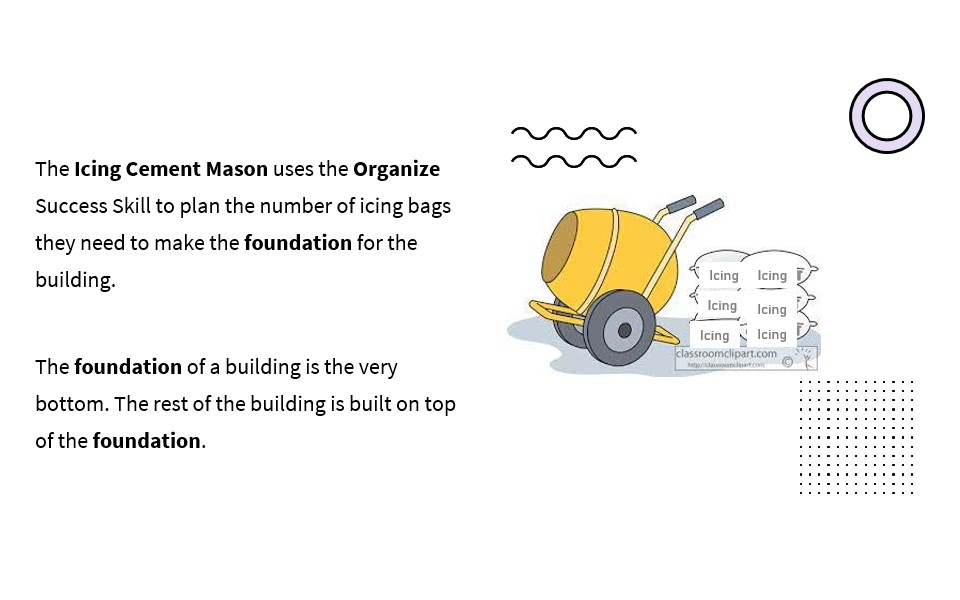 The Icing Cement Mason uses the Organize
Success Skill to plan the number of icing bags
they need to make the foundation for the
building.
The foundation of a building is the very
bottom. The rest of the building is built on top
of the foundation.
Icing Icing
Icing Icing
Icing Icing
classroomclipart.com ©
http://classroomclipart.com